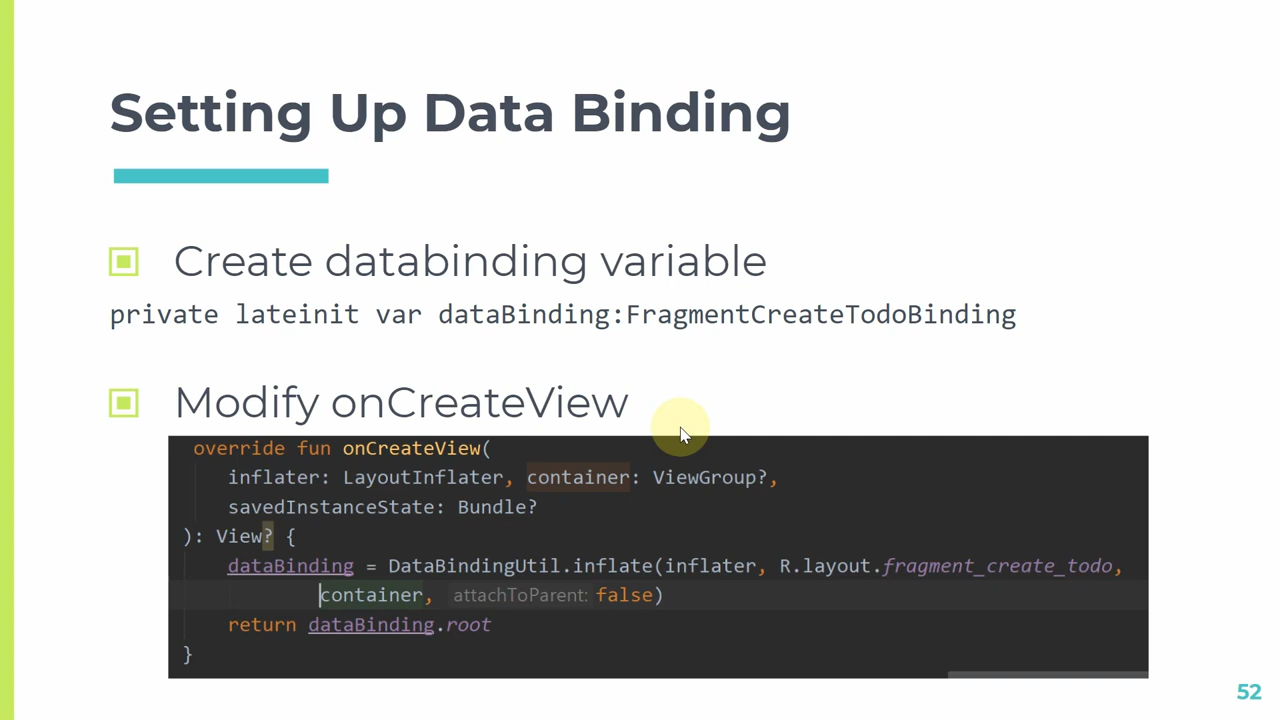 Setting Up Data Binding
Create databinding variable
private lateinit var dataBinding:FragmentCreateTodoBinding
Modify onCreateView
override fun onCreateView(
inflater: LayoutInflater, container: ViewGroup?,
savedInstanceState: Bundle?
): View? {
dataBinding = DataBindingUtil.inflate(inflater, R.layout.fragment_create_todo,
container, attachToParent: false)
return dataBinding.root
}
52